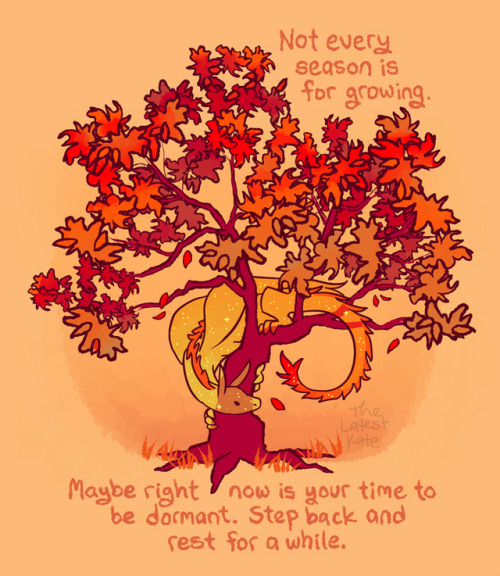 Not every
season is
for growing.
The
Latest
Kate
Maybe right now is your time to
be dormant. Step back and
rest for a while.